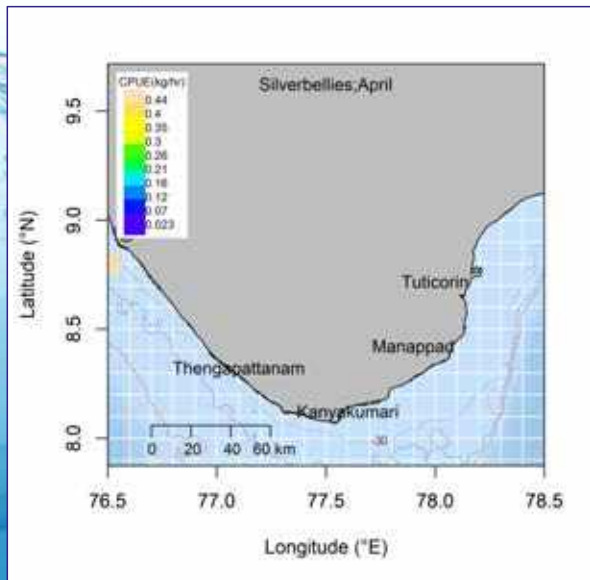 Silverbellies;April
CPUE(kg/hr)
0.44
0.4
0.35
0.3
0.26
0.21
0.16
0.12
0.07
0.023
9.5
9.0
8.5
8.0
Latitude (°N)
Tuticorin
Manappad
Thengapattanam
Kanyakumari
-30
0 20 40 60 km
76.5 77.0 77.5 78.0 78.5
Longitude (°E)